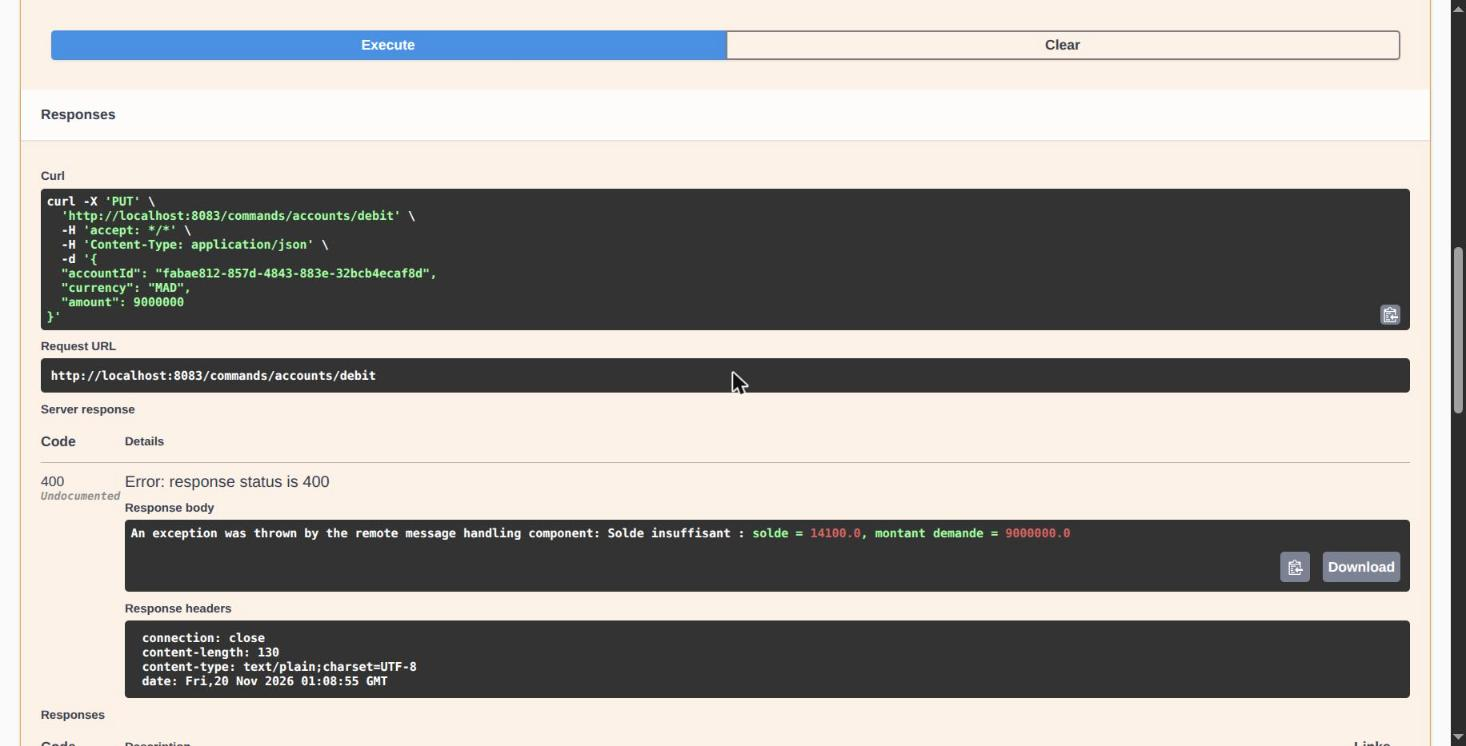 Execute
Clear
Responses
Curl
curl -X 'PUT' \
'http://localhost:8083/commands/accounts/debit' \
-H 'accept: */*' \
-H 'Content-Type: application/json' \
-d '{
"accountId": "fabae812-857d-4843-883e-32bcb4ecaf8d",
"currency": "MAD",
"amount": 9000000
}'
Request URL
http://localhost:8083/commands/accounts/debit
Server response
Code Details
400 Error: response status is 400
Undocumented
Response body
An exception was thrown by the remote message handling component: Solde insuffisant : solde = 14100.0, montant demande = 9000000.0
Download
Response headers
connection: close
content-length: 130
content-type: text/plain;charset=UTF-8
date: Fri,20 Nov 2026 01:08:55 GMT
Responses
Code Description Links